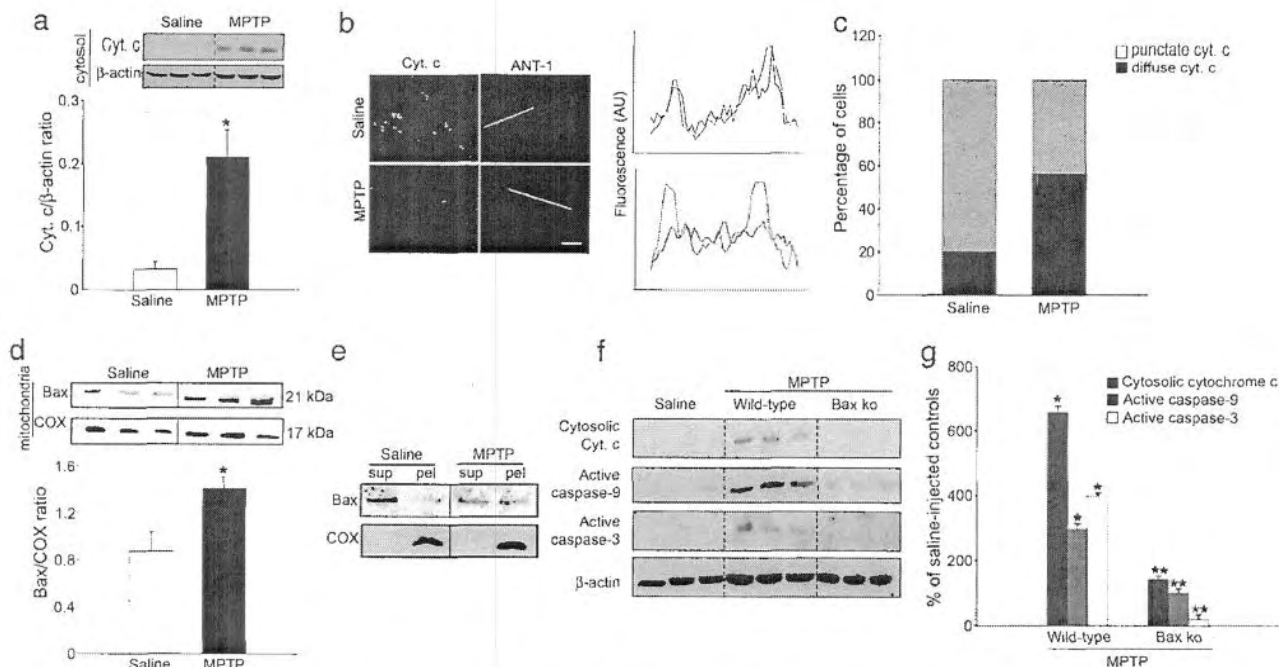 a
Saline MPTP
cytosol
Cyt. c
β-actin
Cyt. c/β-actin ratio
0.3
0.2
0.1
0
*
Saline MPTP
b
Cyt. c ANT-1
Saline
MPTP
Fluorescence (AU)
c
punctate cyt. c
diffuse cyt. c
Percentage of cells
120
100
80
60
40
20
0
Saline MPTP
d
Saline MPTP
mitochondria
Bax 21 kDa
COX 17 kDa
Bax/COX ratio
1.6
1.2
0.8
0.4
0
*
Saline MPTP
e
Saline MPTP
sup pel sup pel
Bax
COX
f
MPTP
Saline Wild-type Bax ko
Cytosolic
Cyt. c
Active
caspase-9
Active
caspase-3
β-actin
g
Cytosolic cytochrome c
Active caspase-9
Active caspase-3
% of saline-injected controls
800
600
400
200
0
* * *
** ** **
Wild-type Bax ko
MPTP